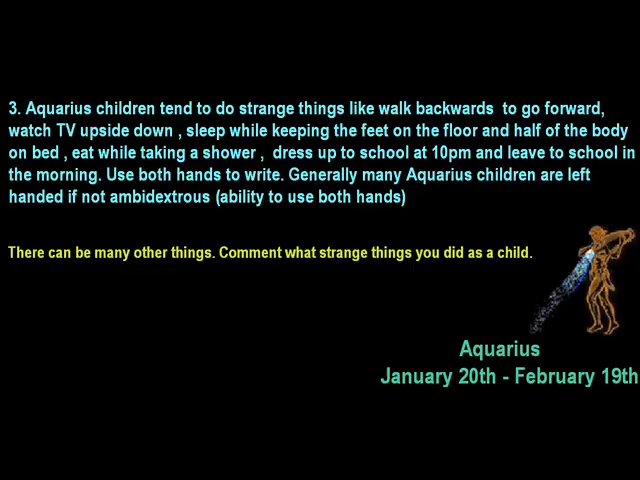 3. Aquarius children tend to do strange things like walk backwards  to go forward,
watch TV upside down , sleep while keeping the feet on the floor and half of the body
on bed , eat while taking a shower ,  dress up to school at 10pm and leave to school in
the morning. Use both hands to write. Generally many Aquarius children are left
handed if not ambidextrous (ability to use both hands)
There can be many other things. Comment what strange things you did as a child.
Aquarius
January 20th - February 19th